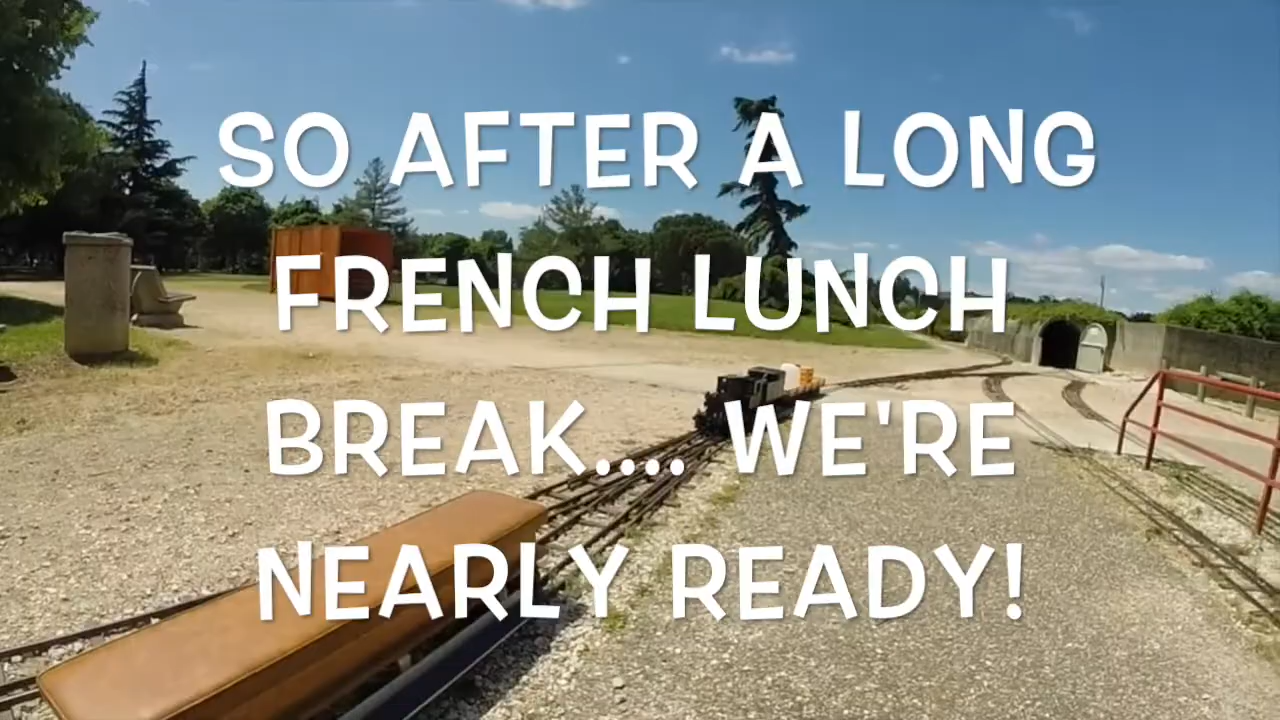 SO AFTER A LONG
FRENCH LUNCH
BREAK.... WE'RE
NEARLY READY!